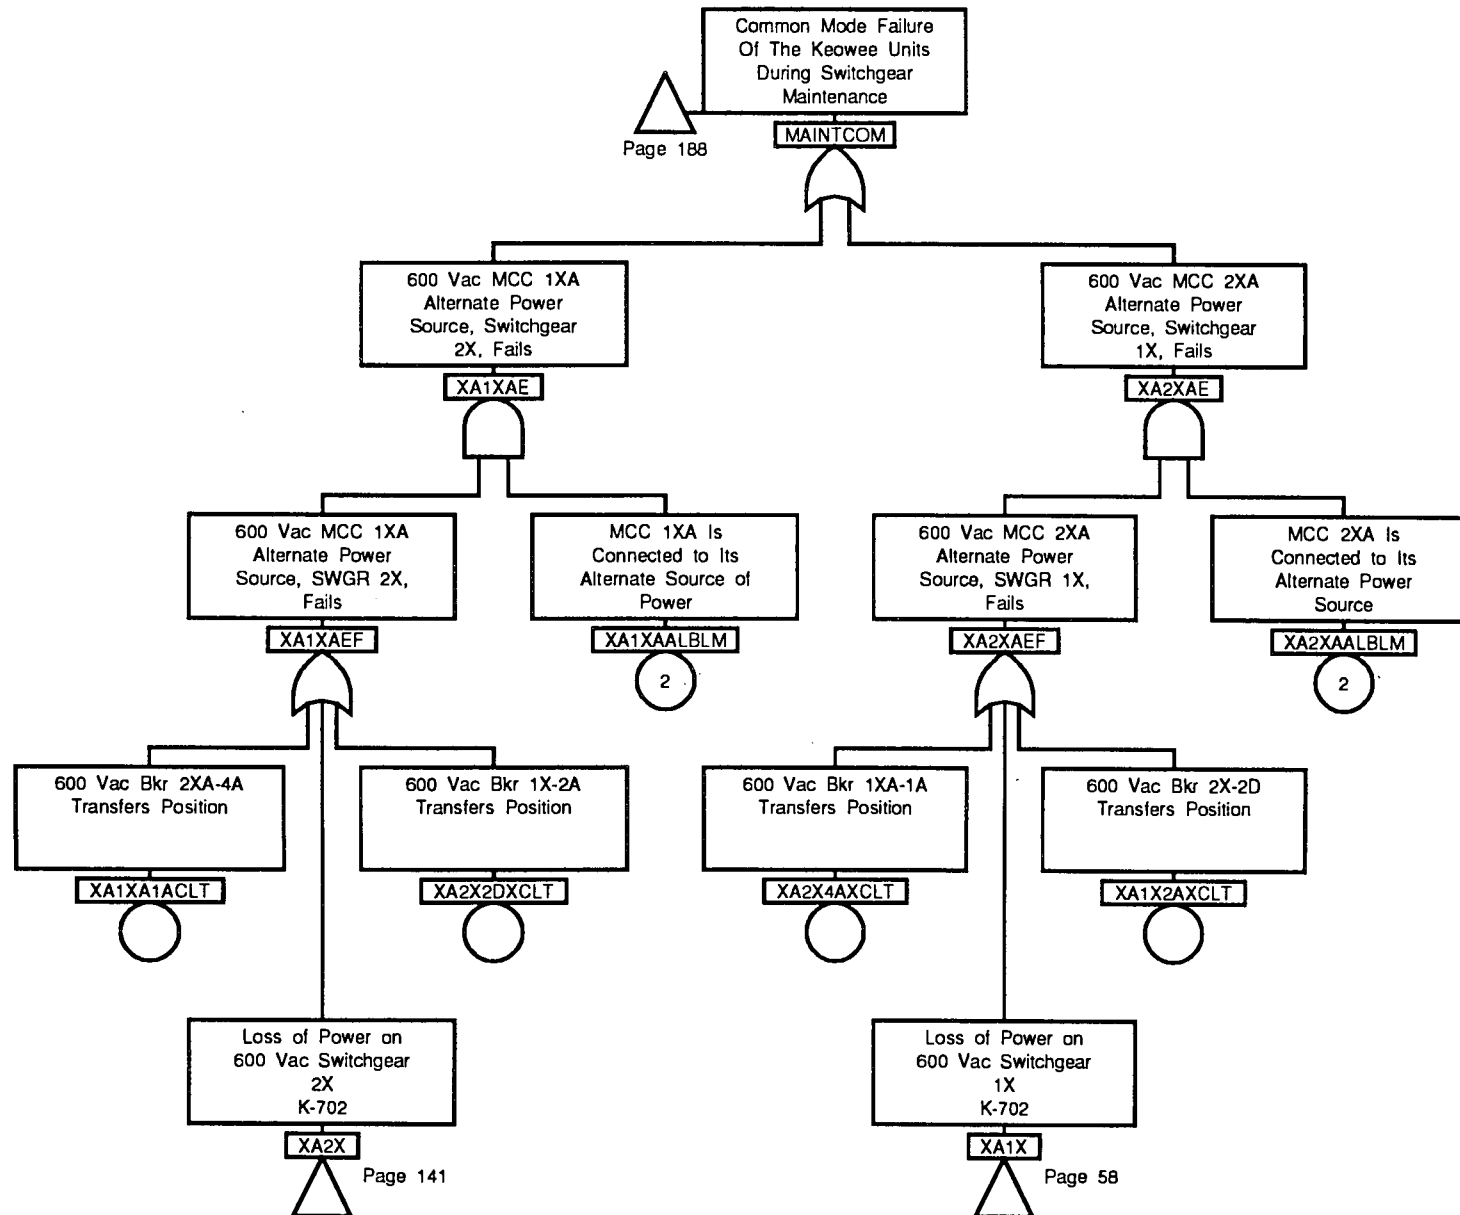 Common Mode Failure
Of The Keowee Units
During Switchgear
Maintenance
Page 188
MAINTCOM
600 Vac MCC 1XA
Alternate Power
Source, Switchgear
2X, Fails
XA1XAE
600 Vac MCC 2XA
Alternate Power
Source, Switchgear
1X, Fails
XA2XAE
600 Vac MCC 1XA
Alternate Power
Source, SWGR 2X,
Fails
XA1XAEF
MCC 1XA Is
Connected to Its
Alternate Source of
Power
XA1XAALBLM
2
600 Vac MCC 2XA
Alternate Power
Source, SWGR 1X,
Fails
XA2XAEF
MCC 2XA Is
Connected to Its
Alternate Power
Source
XA2XAALBLM
2
600 Vac Bkr 2XA-4A
Transfers Position
XA1XA1ACLT
600 Vac Bkr 1X-2A
Transfers Position
XA2X2DXCLT
600 Vac Bkr 1XA-1A
Transfers Position
XA2X4AXCLT
600 Vac Bkr 2X-2D
Transfers Position
XA1X2AXCLT
Loss of Power on
600 Vac Switchgear
2X
K-702
XA2X
Page 141
Loss of Power on
600 Vac Switchgear
1X
K-702
XA1X
Page 58